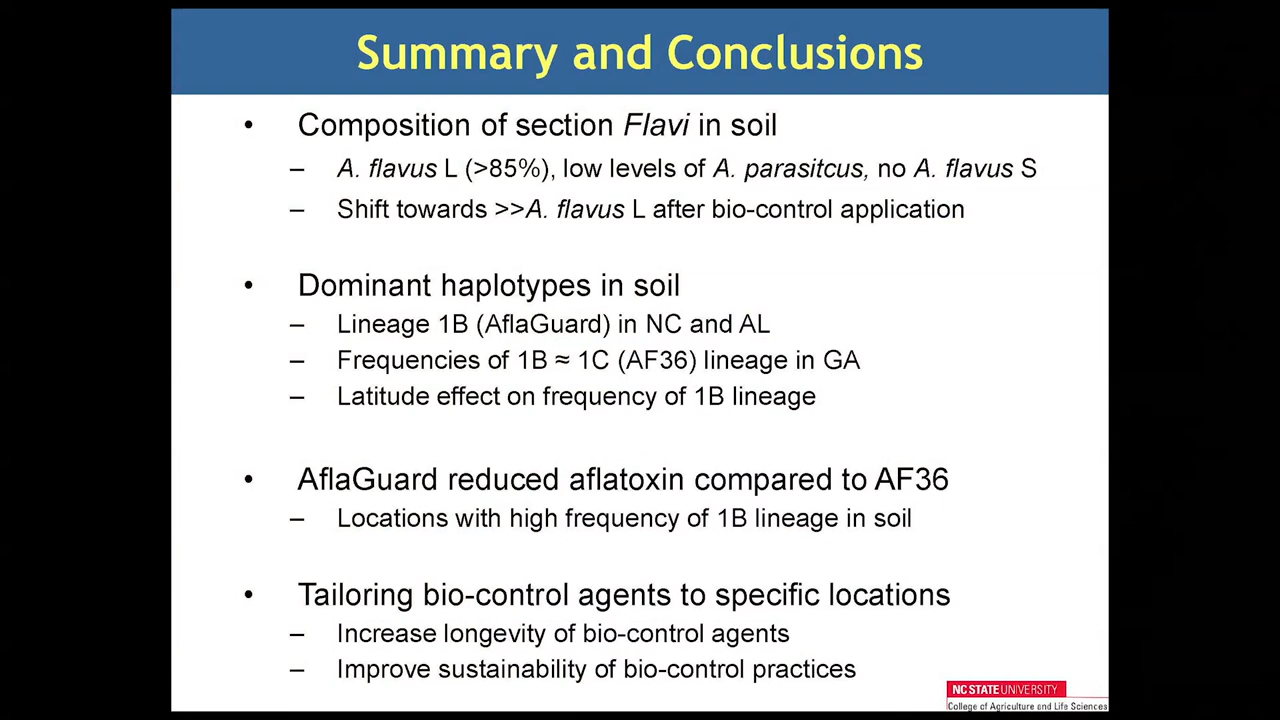 Summary and Conclusions
• Composition of section Flavi in soil
– A. flavus L (>85%), low levels of A. parasitcus, no A. flavus S
– Shift towards >>A. flavus L after bio-control application
• Dominant haplotypes in soil
– Lineage 1B (AflaGuard) in NC and AL
– Frequencies of 1B ≈ 1C (AF36) lineage in GA
– Latitude effect on frequency of 1B lineage
• AflaGuard reduced aflatoxin compared to AF36
– Locations with high frequency of 1B lineage in soil
• Tailoring bio-control agents to specific locations
– Increase longevity of bio-control agents
– Improve sustainability of bio-control practices
NC STATE UNIVERSITY
College of Agriculture and Life Sciences